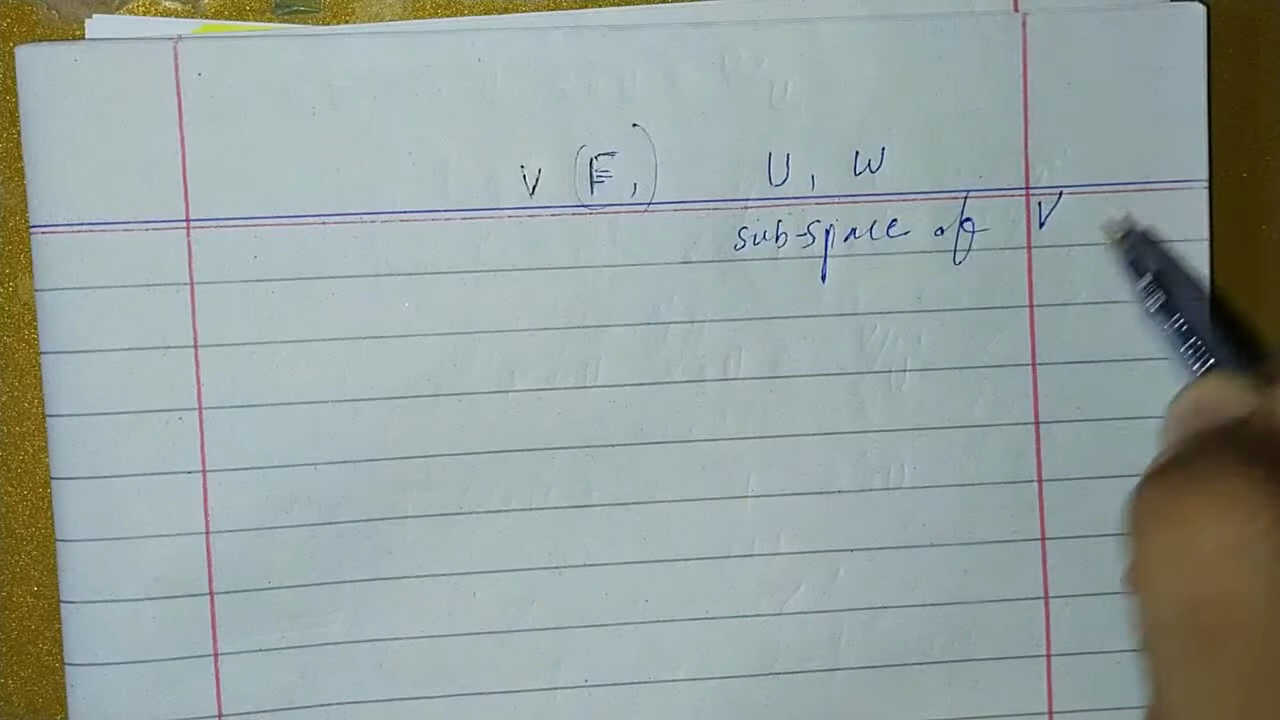 V (F,) U, W
sub-space of V